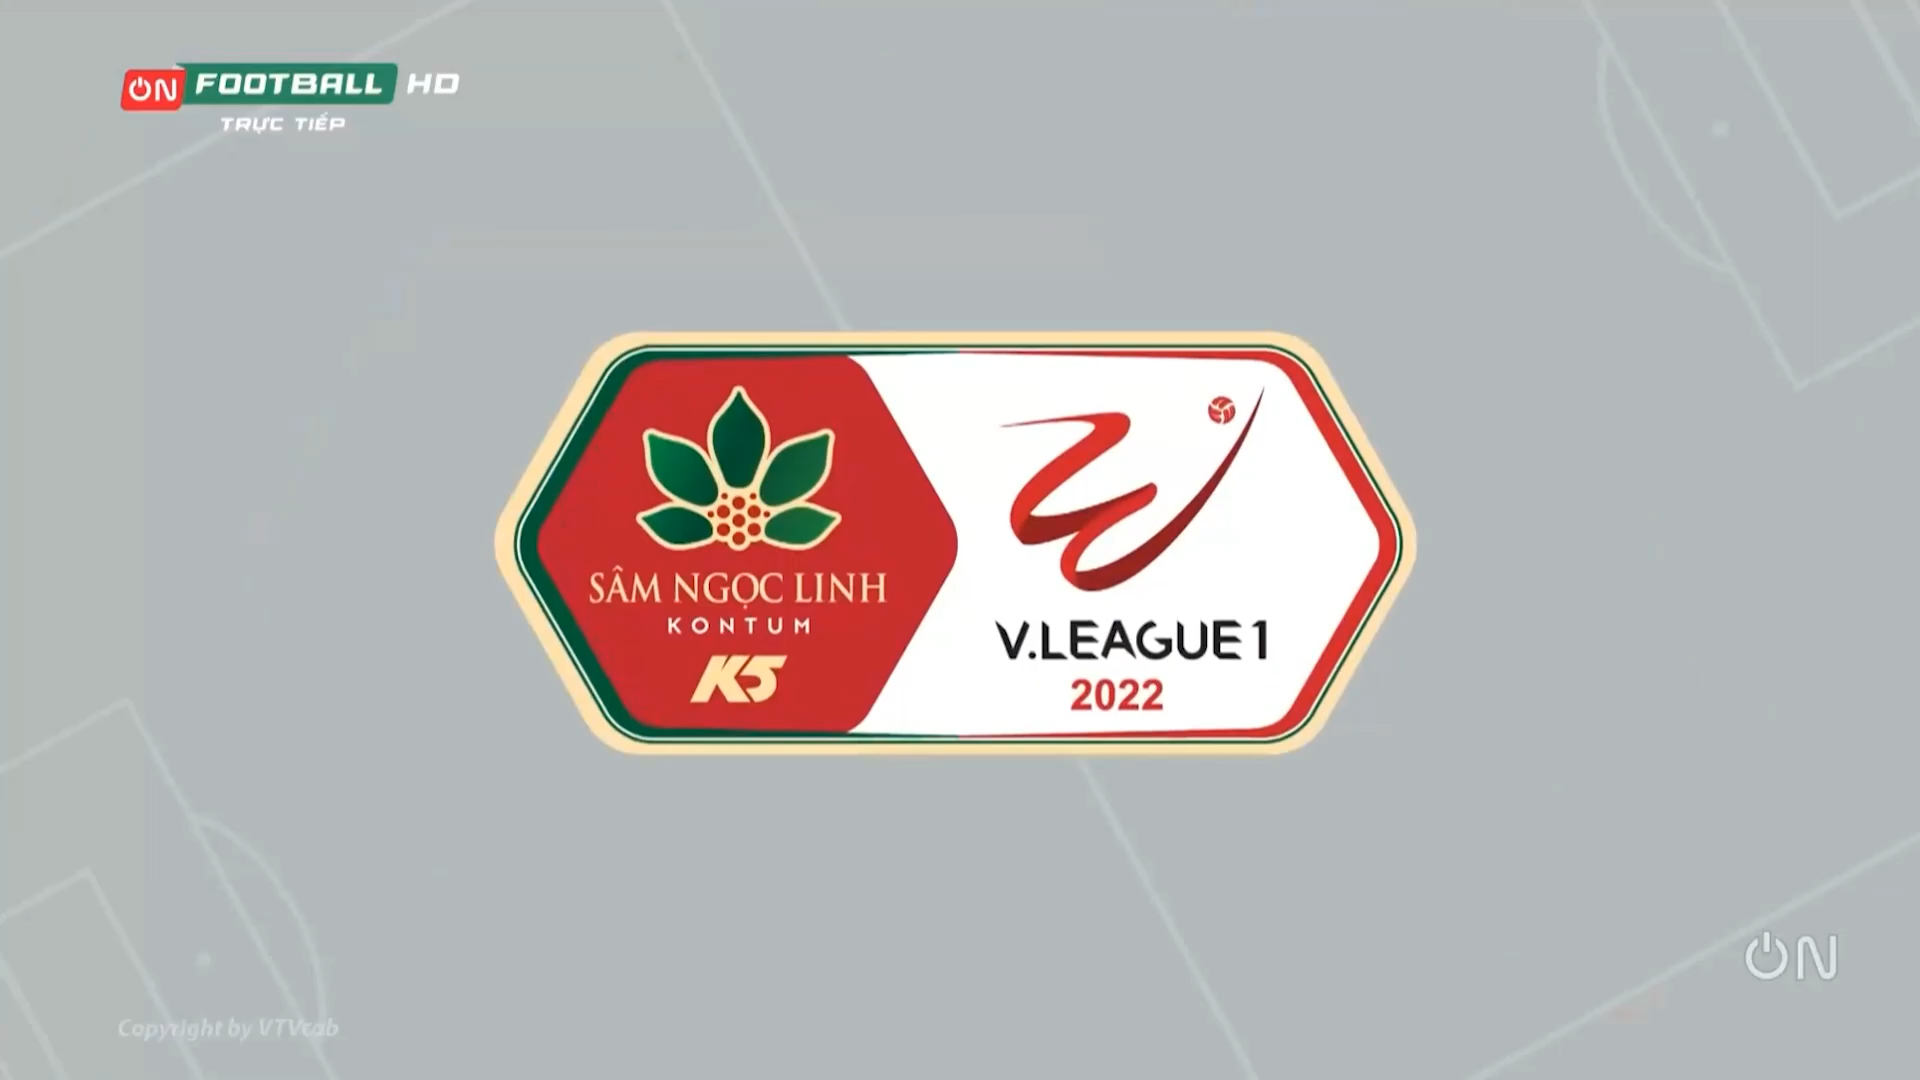 ON FOOTBALL HD
TRỰC TIẾP
SÂM NGỌC LINH
KONTUM
K5
V.LEAGUE 1
2022
ON
Copyright by VTVcab